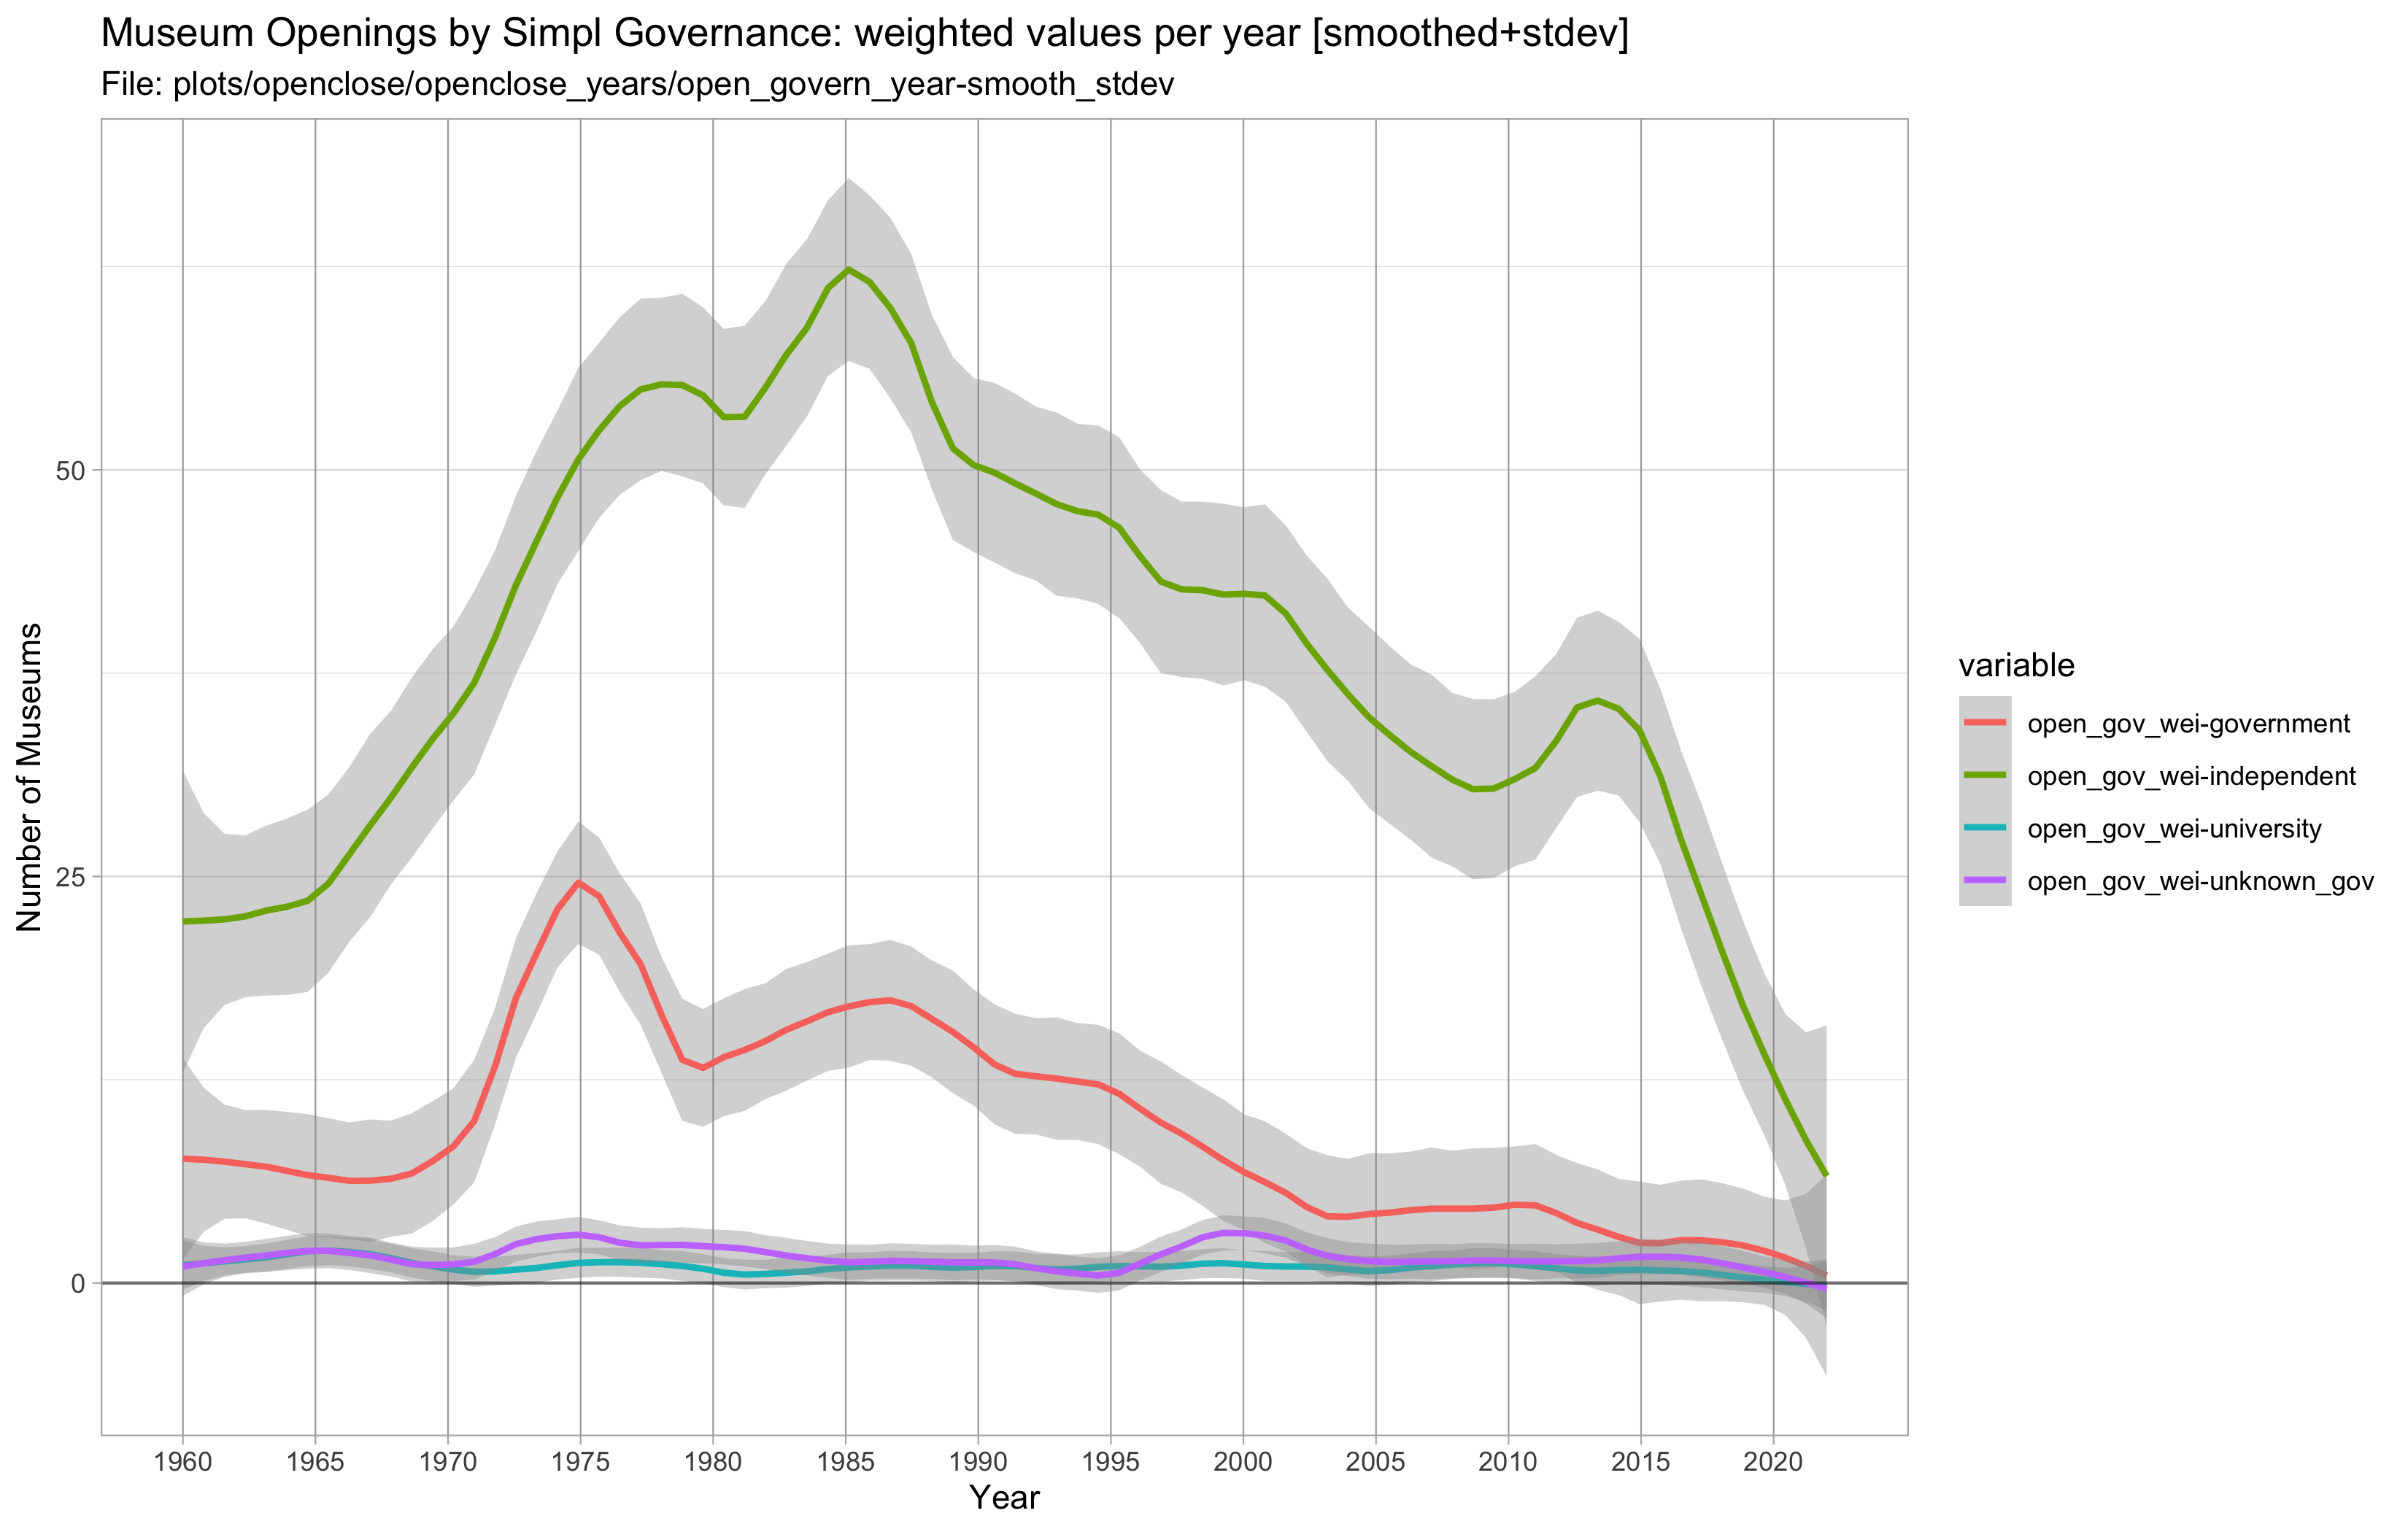 Museum Openings by Simpl Governance: weighted values per year [smoothed+stdev]
File: plots/openclose/openclose_years/open_govern_year-smooth_stdev
Number of Museums
50
25
0
1960 1965 1970 1975 1980 1985 1990 1995 2000 2005 2010 2015 2020
Year
variable
open_gov_wei-government
open_gov_wei-independent
open_gov_wei-university
open_gov_wei-unknown_gov